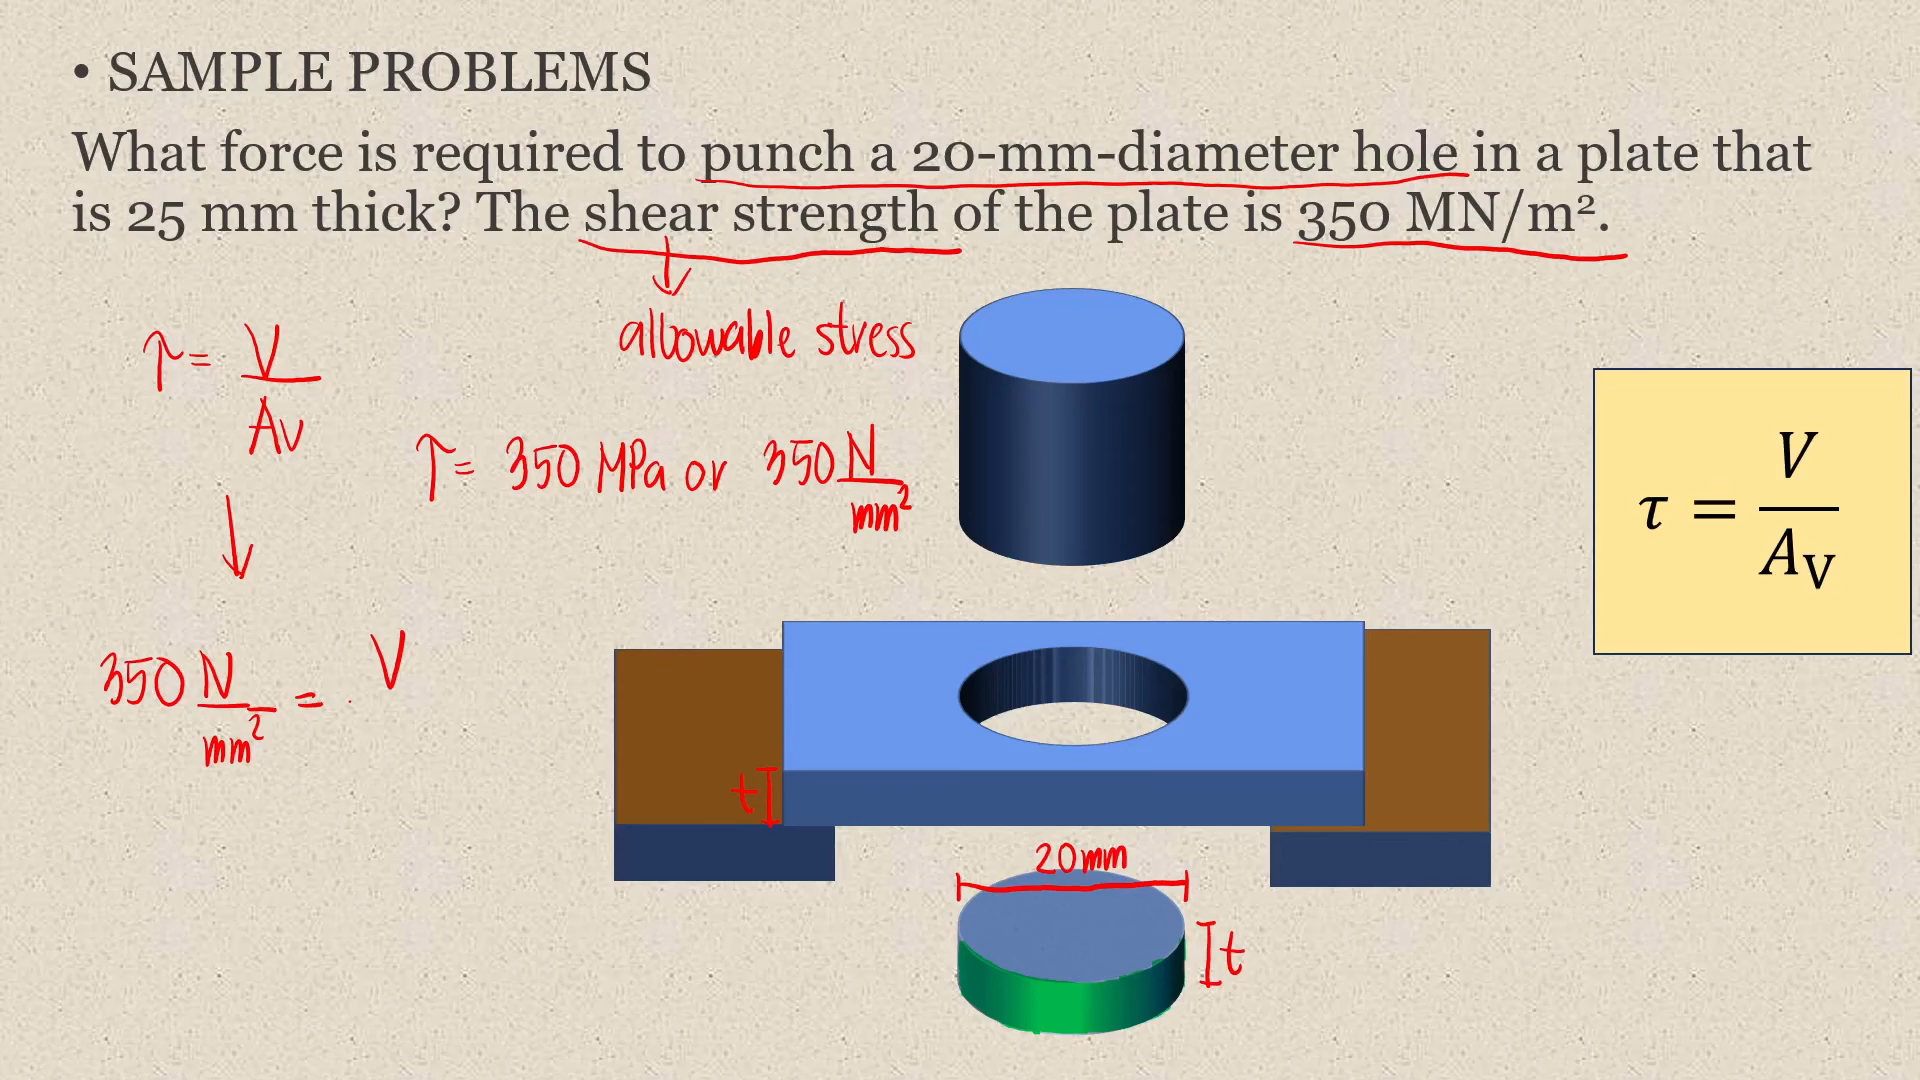 • SAMPLE PROBLEMS
What force is required to punch a 20-mm-diameter hole in a plate that
is 25 mm thick? The shear strength of the plate is 350 MN/m².
allowable stress
τ = V
Av
τ = 350 MPa or 350 N
mm²
τ = V
A_V
350 N = V
mm²
t
20mm
t